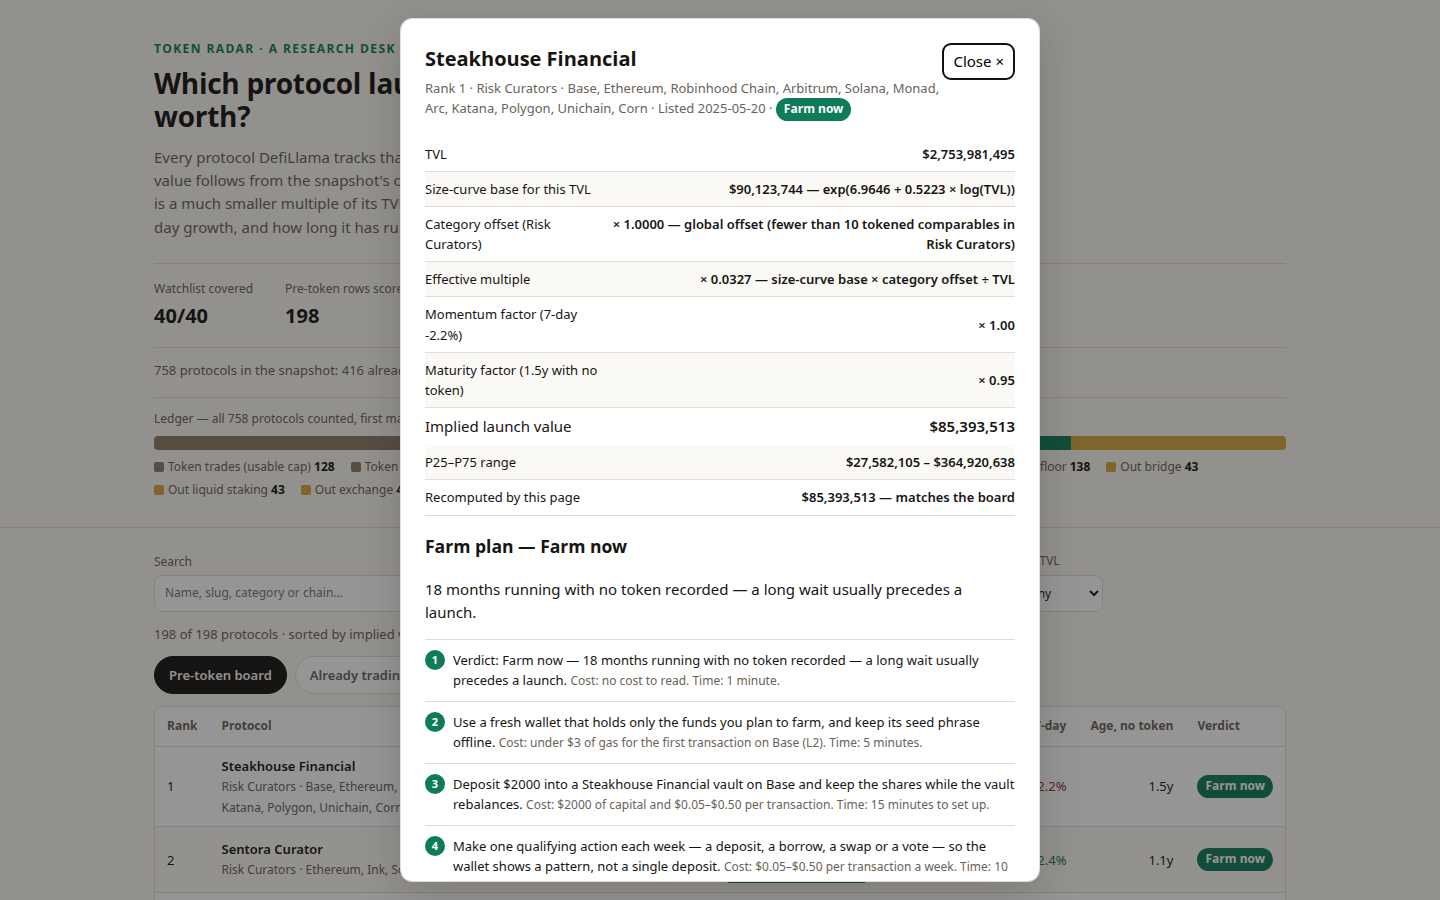 TOKEN RADAR · A RESEARCH DESK
Which protocol lau
worth?
Every protocol DefiLlama tracks tha
value follows from the snapshot's o
is a much smaller multiple of its TV
day growth, and how long it has ru
Watchlist covered
Pre-token rows score
40/40
198
758 protocols in the snapshot: 416 alrea
Ledger — all 758 protocols counted, first ma
Token trades (usable cap) 128
Token
floor 138
Out bridge 43
Out liquid staking 43
Out exchange 4
Search
TVL
Name, slug, category or chain...
ny
198 of 198 protocols · sorted by implied v
Pre-token board
Already tradin
Rank
Protocol
-day
Age, no token
Verdict
1
Steakhouse Financial
Risk Curators · Base, Ethereum,
Katana, Polygon, Unichain, Corn
2.2%
1.5y
Farm now
2
Sentora Curator
Risk Curators · Ethereum, Ink, S
2.4%
1.1y
Farm now
Steakhouse Financial
Close ×
Rank 1 · Risk Curators · Base, Ethereum, Robinhood Chain, Arbitrum, Solana, Monad,
Arc, Katana, Polygon, Unichain, Corn · Listed 2025-05-20 · Farm now
TVL
$2,753,981,495
Size-curve base for this TVL
$90,123,744 — exp(6.9646 + 0.5223 × log(TVL))
Category offset (Risk
Curators)
× 1.0000 — global offset (fewer than 10 tokened comparables in
Risk Curators)
Effective multiple
× 0.0327 — size-curve base × category offset ÷ TVL
Momentum factor (7-day
-2.2%)
× 1.00
Maturity factor (1.5y with no
token)
× 0.95
Implied launch value
$85,393,513
P25–P75 range
$27,582,105 – $364,920,638
Recomputed by this page
$85,393,513 — matches the board
Farm plan — Farm now
18 months running with no token recorded — a long wait usually precedes a
launch.
1 Verdict: Farm now — 18 months running with no token recorded — a long wait usually
precedes a launch. Cost: no cost to read. Time: 1 minute.
2 Use a fresh wallet that holds only the funds you plan to farm, and keep its seed phrase
offline. Cost: under $3 of gas for the first transaction on Base (L2). Time: 5 minutes.
3 Deposit $2000 into a Steakhouse Financial vault on Base and keep the shares while the vault
rebalances. Cost: $2000 of capital and $0.05–$0.50 per transaction. Time: 15 minutes to set up.
4 Make one qualifying action each week — a deposit, a borrow, a swap or a vote — so the
wallet shows a pattern, not a single deposit. Cost: $0.05–$0.50 per transaction a week. Time: 10